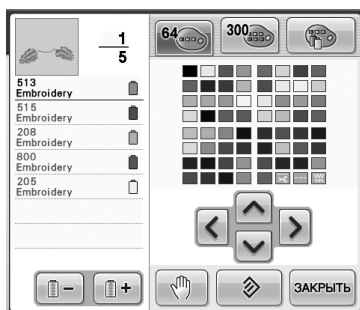 1
5
64
300
513
Embroidery
515
Embroidery
208
Embroidery
800
Embroidery
205
Embroidery
−
+
ЗАКРЫТЬ